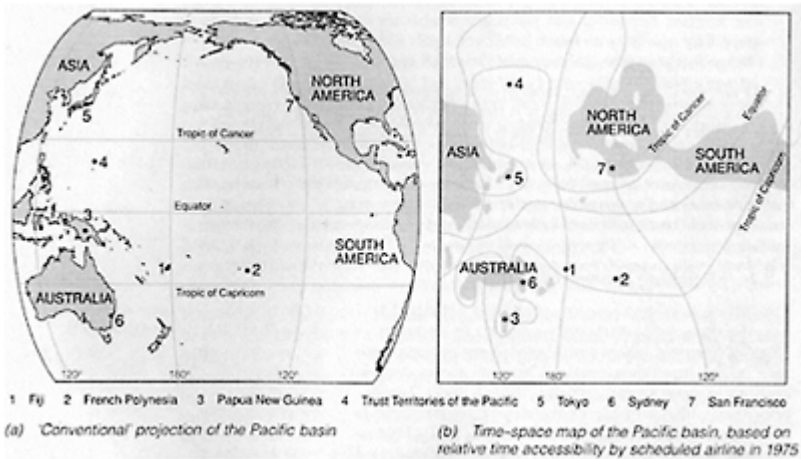 ASIA
NORTH
AMERICA
5
7
Tropic of Cancer
4
Equator
3
SOUTH
AMERICA
1
2
AUSTRALIA
Tropic of Capricorn
6
120°
160°
120°
4
NORTH
AMERICA
Tropic of Cancer
Equator
ASIA
SOUTH
AMERICA
7
5
Tropic of Capricorn
AUSTRALIA
1
6
2
3
120°
160°
120°
1 Fiji 2 French Polynesia 3 Papua New Guinea 4 Trust Territories of the Pacific 5 Tokyo 6 Sydney 7 San Francisco
(a) 'Conventional' projection of the Pacific basin
(b) Time-space map of the Pacific basin, based on
relative time accessibility by scheduled airline in 1975